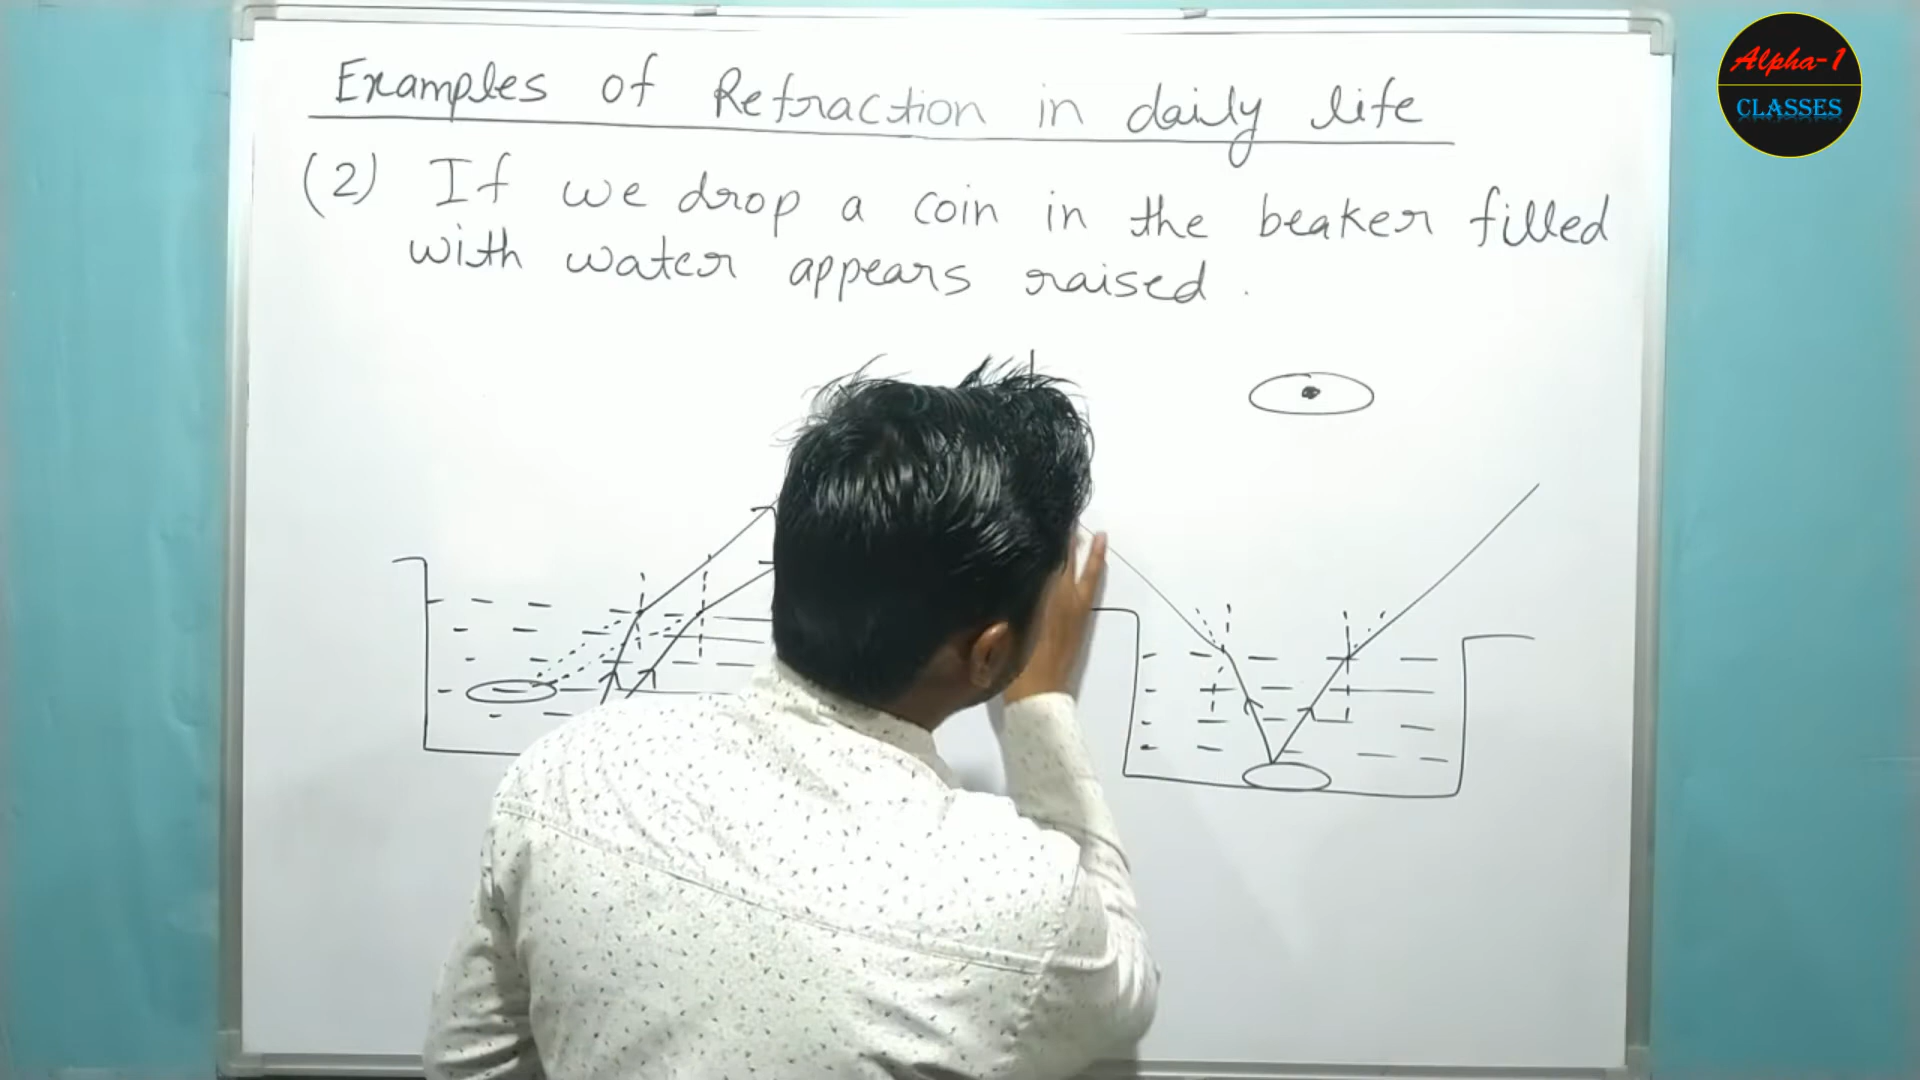 Examples of Refraction in daily life
(2) If we drop a coin in the beaker filled
with water appears raised.
Alpha-1
CLASSES